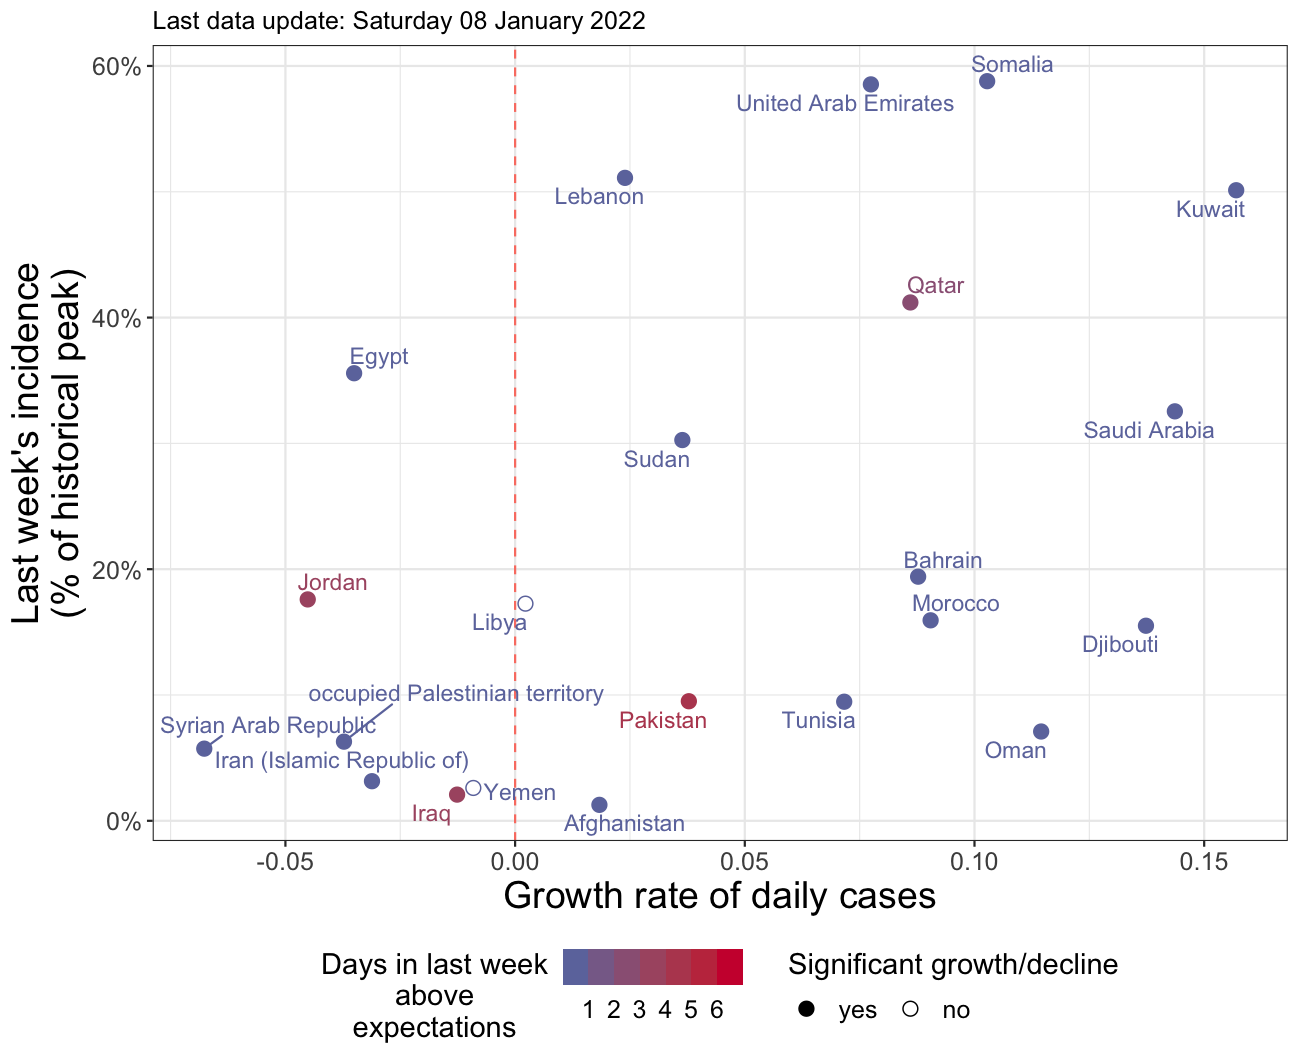 Last data update: Saturday 08 January 2022
60%
40%
20%
0%
Last week's incidence
(% of historical peak)
Somalia
United Arab Emirates
Lebanon
Kuwait
Qatar
Egypt
Saudi Arabia
Sudan
Bahrain
Jordan
Morocco
Libya
Djibouti
occupied Palestinian territory
Pakistan
Tunisia
Syrian Arab Republic
Oman
Iran (Islamic Republic of)
Yemen
Iraq
Afghanistan
-0.05 0.00 0.05 0.10 0.15
Growth rate of daily cases
Days in last week
above
expectations
1 2 3 4 5 6
Significant growth/decline
yes no